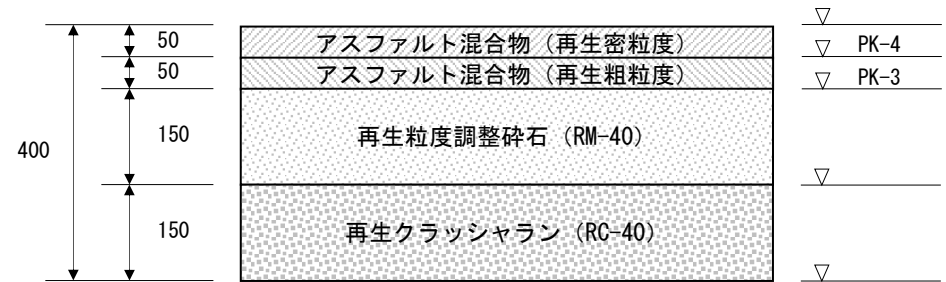 50 アスファルト混合物（再生密粒度） ▽ PK-4
50 アスファルト混合物（再生粗粒度） ▽ PK-3
150 再生粒度調整砕石（RM-40）
400
150 再生クラッシャラン（RC-40）